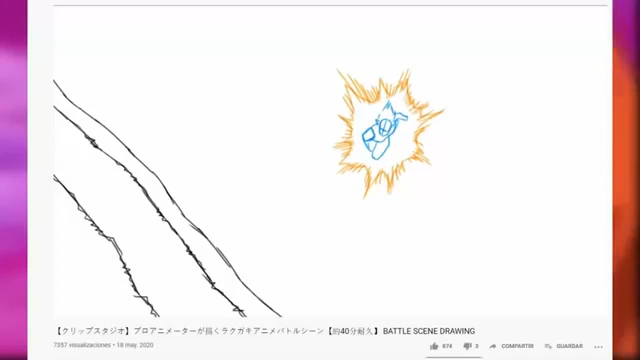 【クリップスタジオ】プロアニメーターが描くラクガキアニメバトルシーン【約40分耐久】 BATTLE SCENE DRAWING
7357 visualizaciones • 18 may. 2020 874 3 COMPARTIR GUARDAR